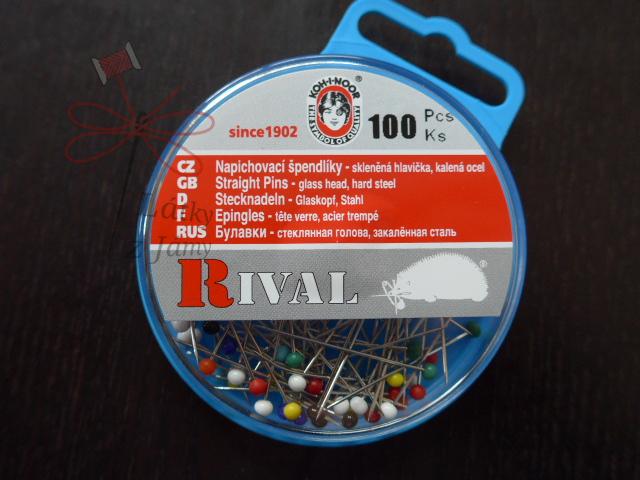 KOH-I-NOOR
THE SYMBOL OF QUALITY
since1902
100 Pcs
Ks
CZ Napichovací špendlíky - skleněná hlavička, kalená ocel
GB Straight Pins - glass head, hard steel
D Stecknadeln - Glaskopf, Stahl
F Epingles - tête verre, acier trempé
RUS Булавки - стеклянная голова, закалённая сталь
RIVAL
®
Látky
z Jamy